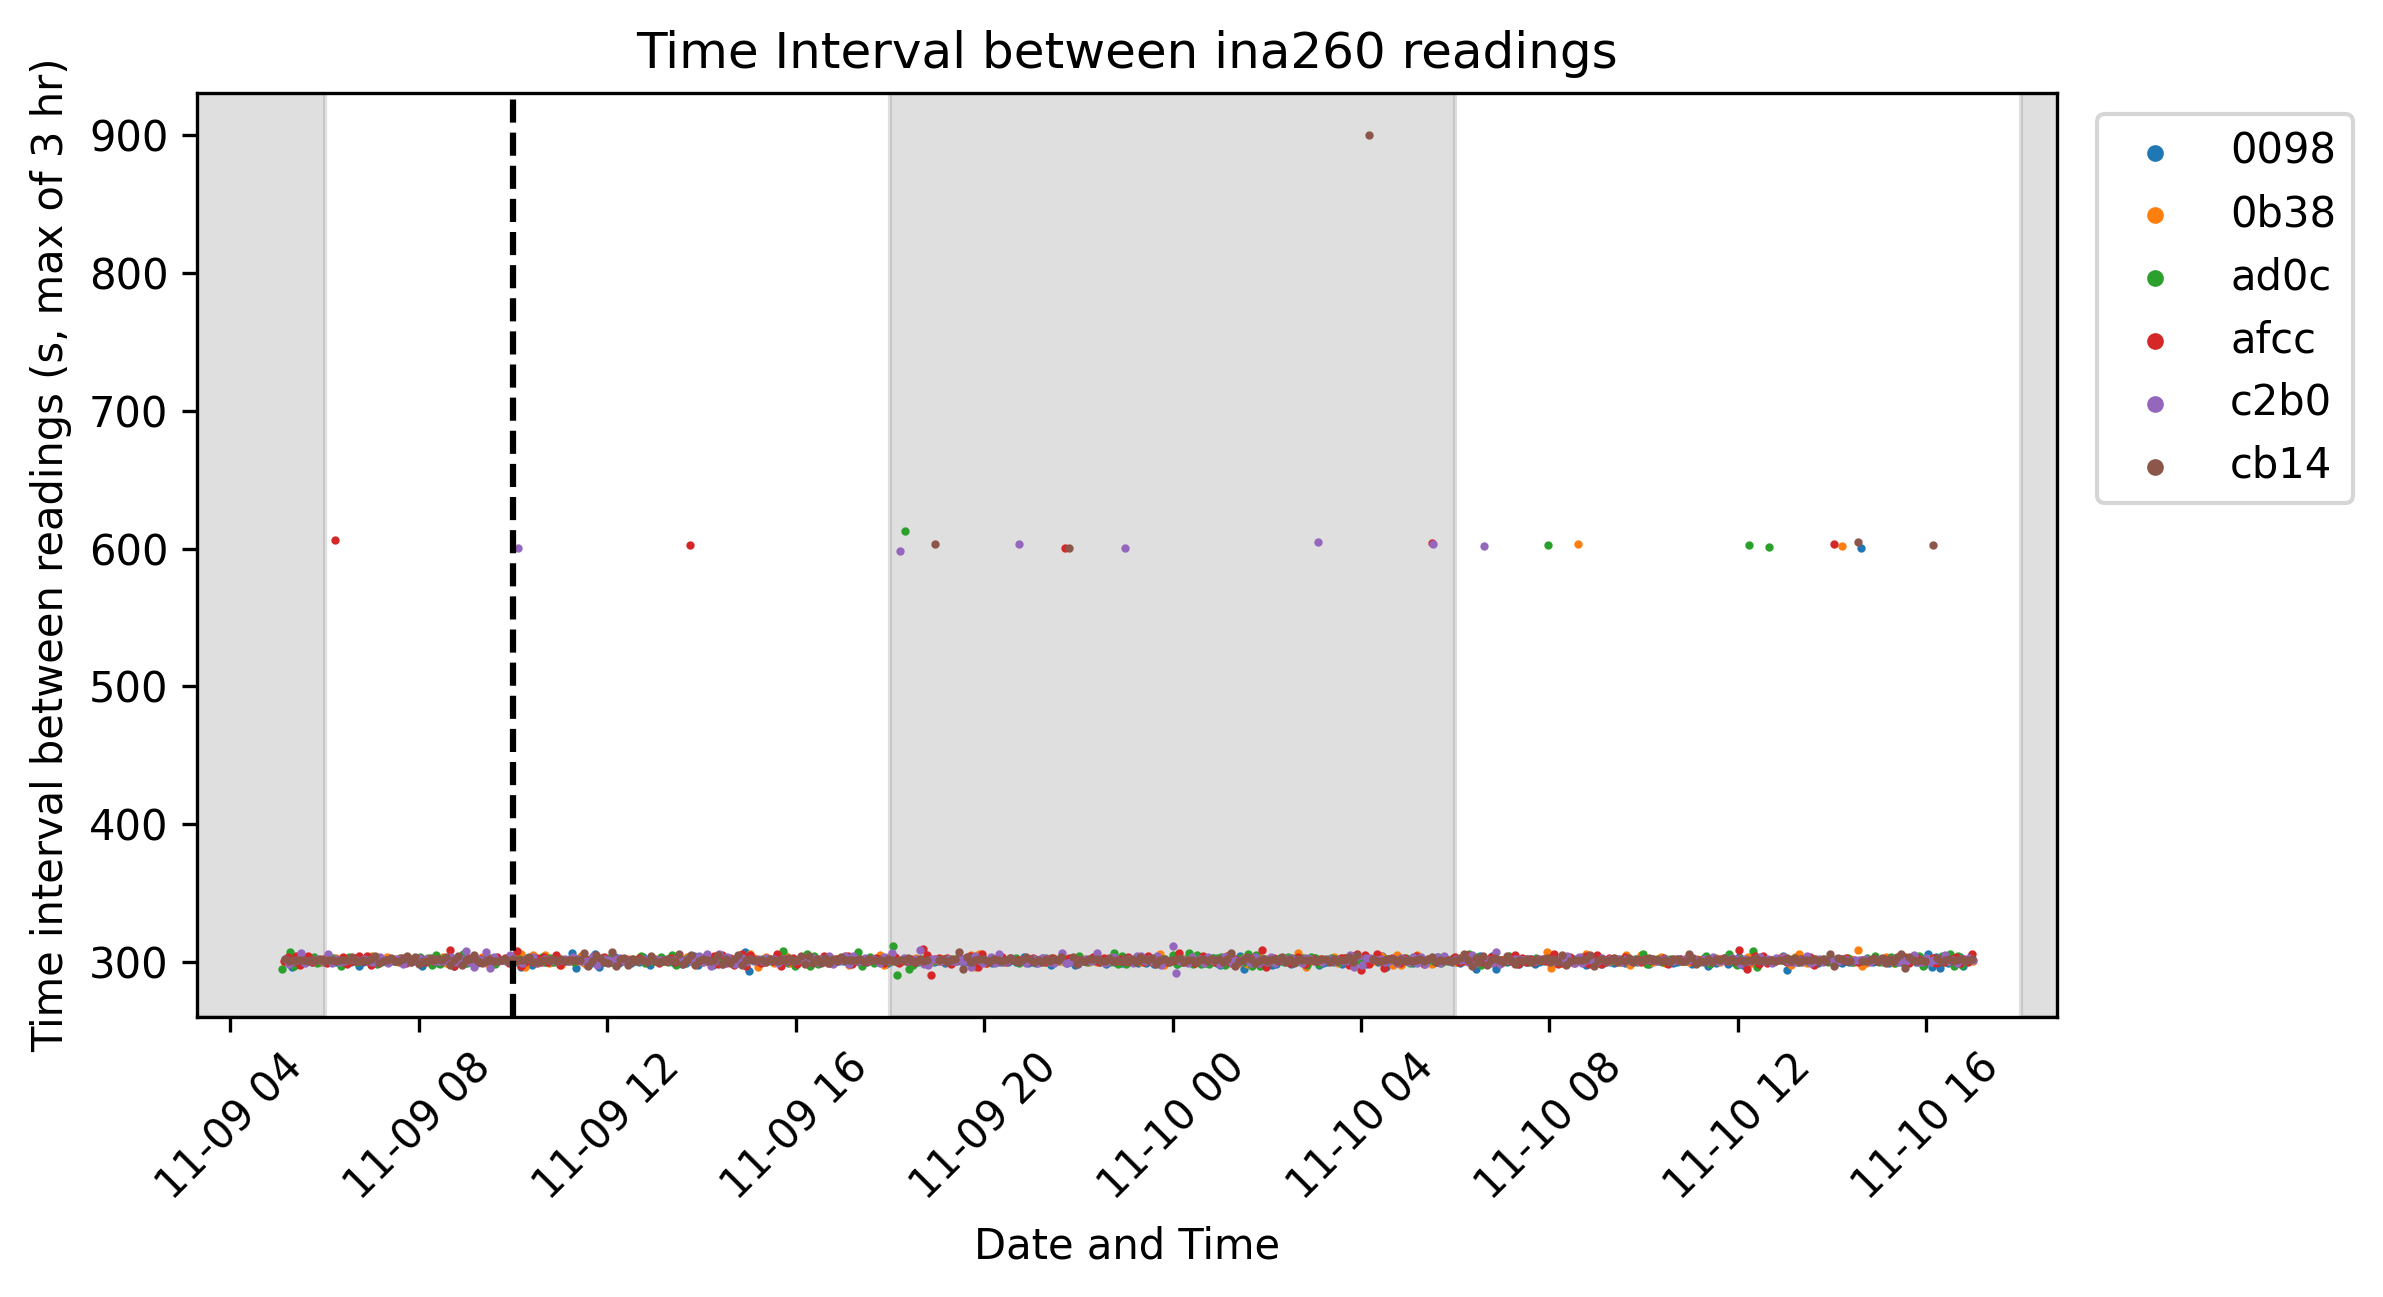 Time Interval between ina260 readings
Time interval between readings (s, max of 3 hr)
900
800
700
600
500
400
300
11-09 04
11-09 08
11-09 12
11-09 16
11-09 20
11-10 00
11-10 04
11-10 08
11-10 12
11-10 16
Date and Time
0098
0b38
ad0c
afcc
c2b0
cb14